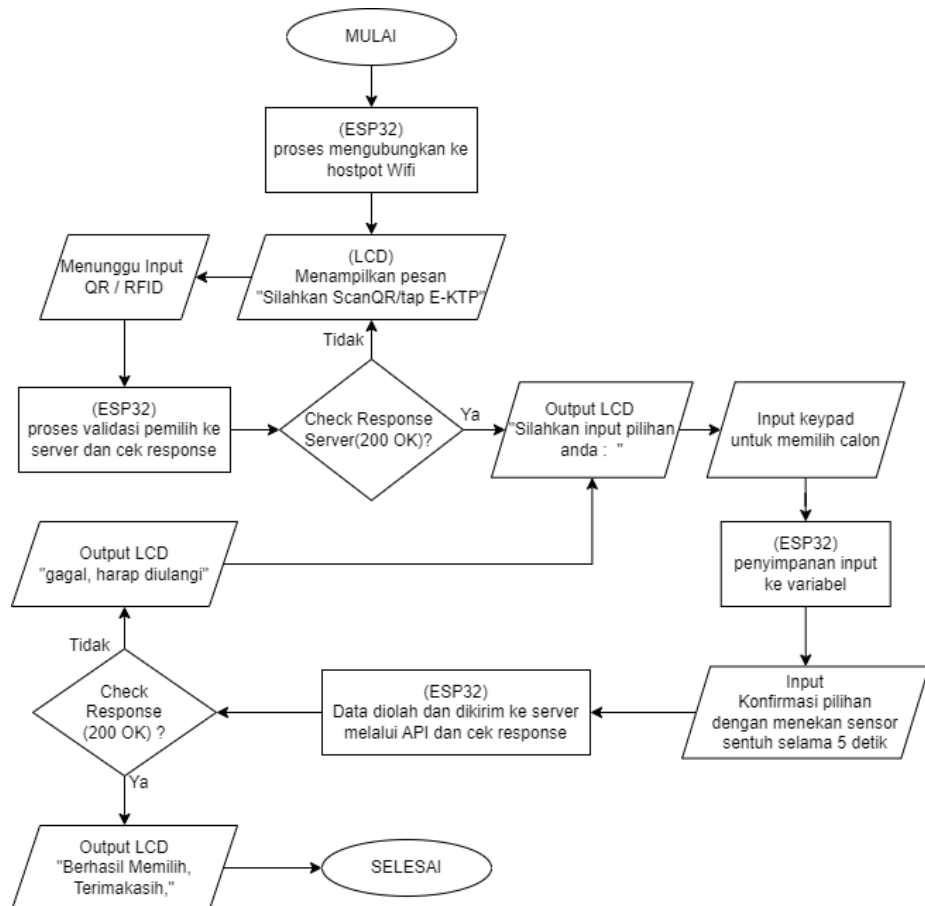 MULAI
(ESP32)
proses mengubungkan ke
hostpot Wifi
(LCD)
Menampilkan pesan
"Silahkan ScanQR/tap E-KTP"
Menunggu Input
QR / RFID
(ESP32)
proses validasi pemilih ke
server dan cek response
Tidak
Check Response
Server(200 OK)?
Ya
Output LCD
"Silahkan input pilihan
anda :  "
Input keypad
untuk memilih calon
(ESP32)
penyimpanan input
ke variabel
Input
Konfirmasi pilihan
dengan menekan sensor
sentuh selama 5 detik
(ESP32)
Data diolah dan dikirim ke server
melalui API dan cek response
Check
Response
(200 OK) ?
Tidak
Output LCD
"gagal, harap diulangi"
Ya
Output LCD
"Berhasil Memilih,
Terimakasih,"
SELESAI